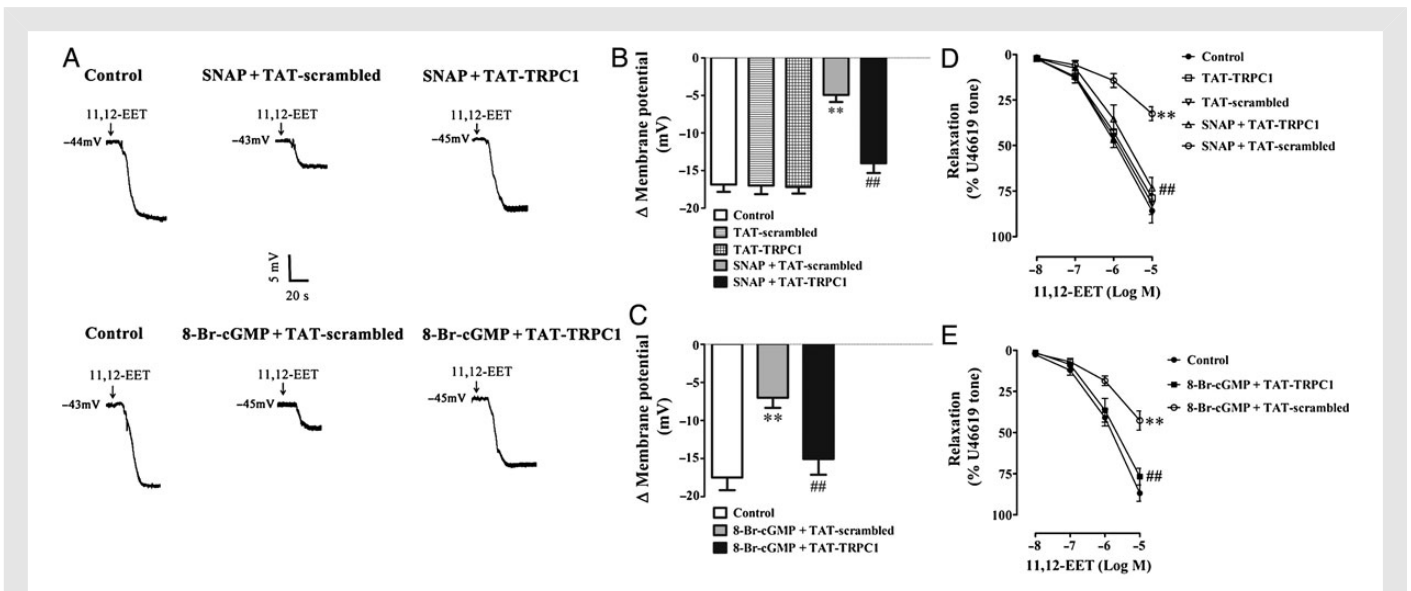 A
Control
SNAP + TAT-scrambled
SNAP + TAT-TRPC1
11,12-EET
11,12-EET
11,12-EET
−44mV
−43mV
−45mV
5 mV
20 s
Control
8-Br-cGMP + TAT-scrambled
8-Br-cGMP + TAT-TRPC1
11,12-EET
11,12-EET
11,12-EET
−43mV
−45mV
−45mV
B
Δ Membrane potential
(mV)
0
−5
−10
−15
−20
**
##
Control
TAT-scrambled
TAT-TRPC1
SNAP + TAT-scrambled
SNAP + TAT-TRPC1
C
Δ Membrane potential
(mV)
0
−5
−10
−15
−20
**
##
Control
8-Br-cGMP + TAT-scrambled
8-Br-cGMP + TAT-TRPC1
D
Relaxation
(% U46619 tone)
0
25
50
75
100
**
##
−8 −7 −6 −5
11,12-EET (Log M)
Control
TAT-TRPC1
TAT-scrambled
SNAP + TAT-TRPC1
SNAP + TAT-scrambled
E
Relaxation
(% U46619 tone)
0
25
50
75
100
**
##
−8 −7 −6 −5
11,12-EET (Log M)
Control
8-Br-cGMP + TAT-TRPC1
8-Br-cGMP + TAT-scrambled